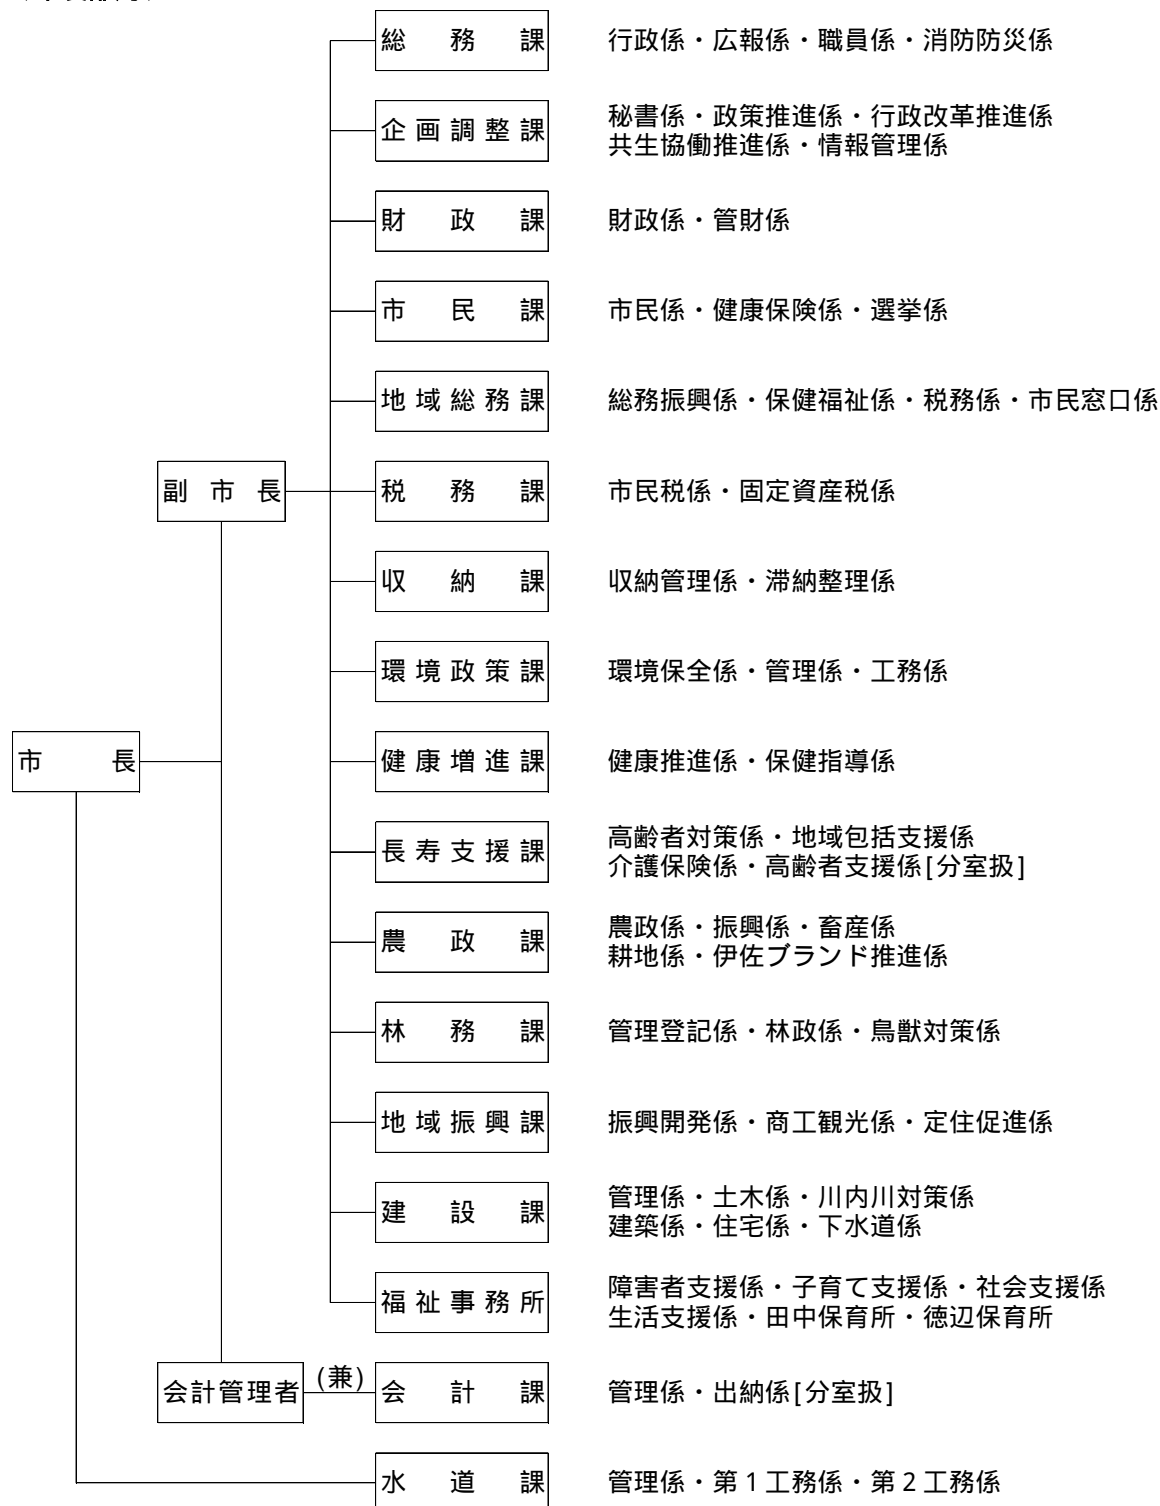 総務課 行政係・広報係・職員係・消防防災係
企画調整課 秘書係・政策推進係・行政改革推進係
共生協働推進係・情報管理係
財政課 財政係・管財係
市民課 市民係・健康保険係・選挙係
地域総務課 総務振興係・保健福祉係・税務係・市民窓口係
副市長 税務課 市民税係・固定資産税係
収納課 収納管理係・滞納整理係
環境政策課 環境保全係・管理係・工務係
市長 健康増進課 健康推進係・保健指導係
長寿支援課 高齢者対策係・地域包括支援係
介護保険係・高齢者支援係[分室扱]
農政課 農政係・振興係・畜産係
耕地係・伊佐ブランド推進係
林務課 管理登記係・林政係・鳥獣対策係
地域振興課 振興開発係・商工観光係・定住促進係
建設課 管理係・土木係・川内川対策係
建築係・住宅係・下水道係
福祉事務所 障害者支援係・子育て支援係・社会支援係
生活支援係・田中保育所・徳辺保育所
会計管理者 (兼) 会計課 管理係・出納係[分室扱]
水道課 管理係・第1工務係・第2工務係